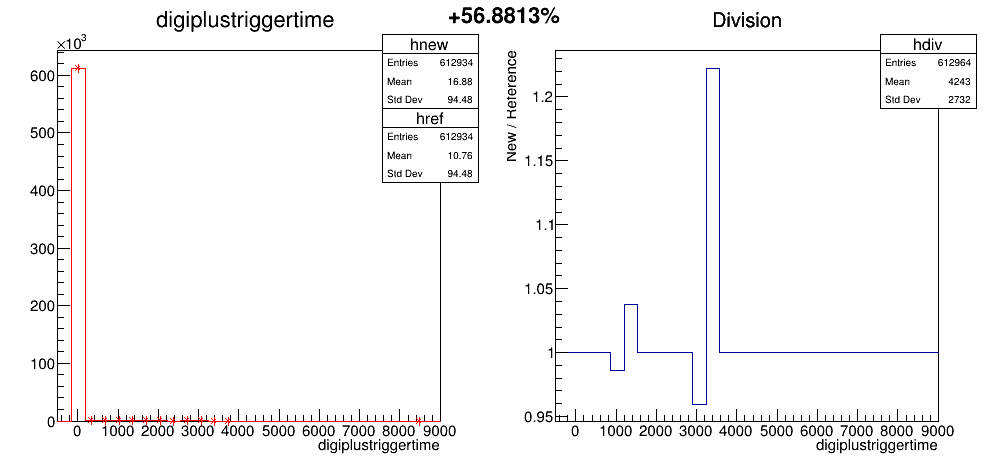 digiplustriggertime
+56.8813%
Division
×10³
hnew
Entries 612934
Mean 16.88
Std Dev 94.48
href
Entries 612934
Mean 10.76
Std Dev 94.48
600
500
400
300
200
100
0
0 1000 2000 3000 4000 5000 6000 7000 8000 9000
digiplustriggertime
hdiv
Entries 612964
Mean 4243
Std Dev 2732
New / Reference
1.2
1.15
1.1
1.05
1
0.95
0 1000 2000 3000 4000 5000 6000 7000 8000 9000
digiplustriggertime